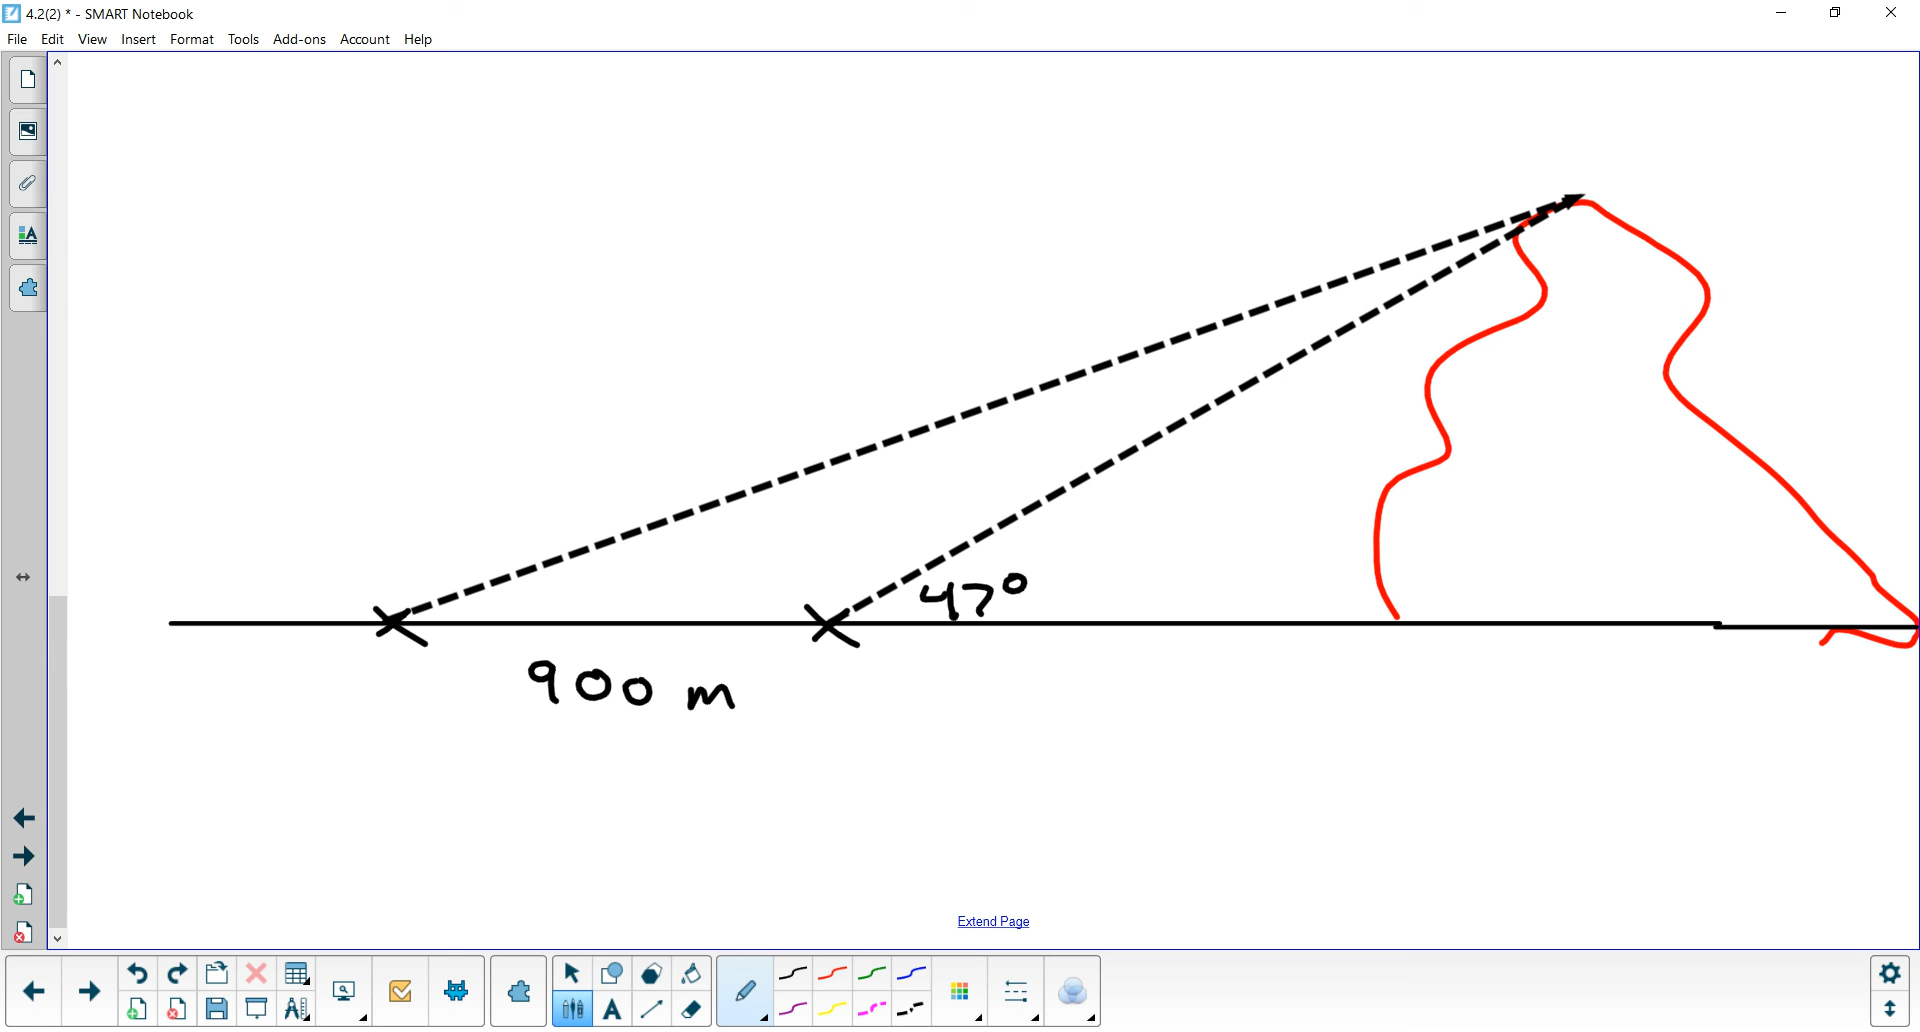 4.2(2) * - SMART Notebook
File Edit View Insert Format Tools Add-ons Account Help
47°
900 m
Extend Page